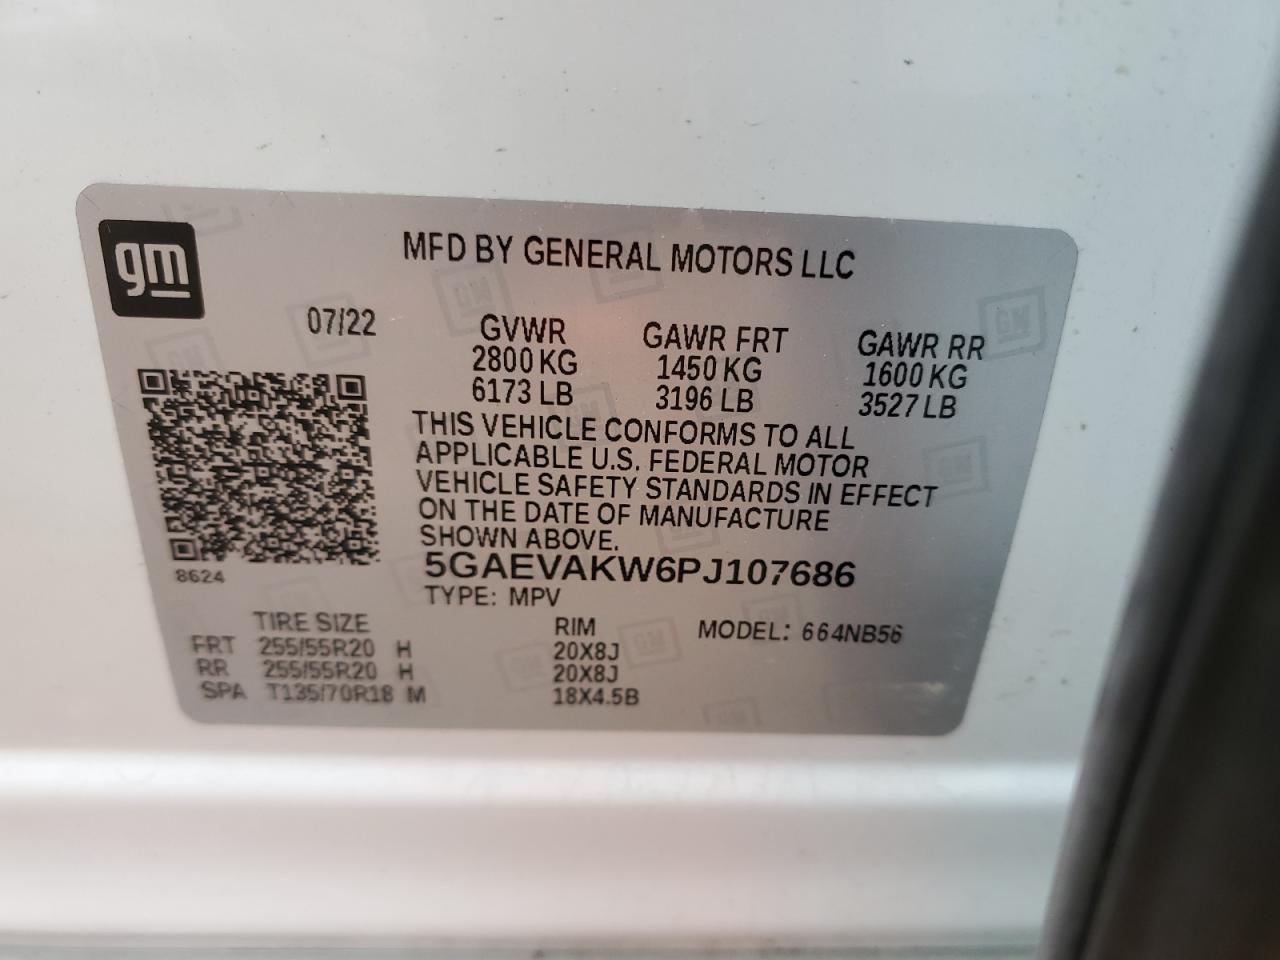 gm
MFD BY GENERAL MOTORS LLC
07/22 GVWR GAWR FRT GAWR RR
2800 KG 1450 KG 1600 KG
6173 LB 3196 LB 3527 LB
THIS VEHICLE CONFORMS TO ALL
APPLICABLE U.S. FEDERAL MOTOR
VEHICLE SAFETY STANDARDS IN EFFECT
ON THE DATE OF MANUFACTURE
SHOWN ABOVE.
5GAEVAKW6PJ107686
8624
TYPE: MPV
TIRE SIZE RIM MODEL: 664NB56
FRT 255/55R20 H 20X8J
RR 255/55R20 H 20X8J
SPA T135/70R18 M 18X4.5B